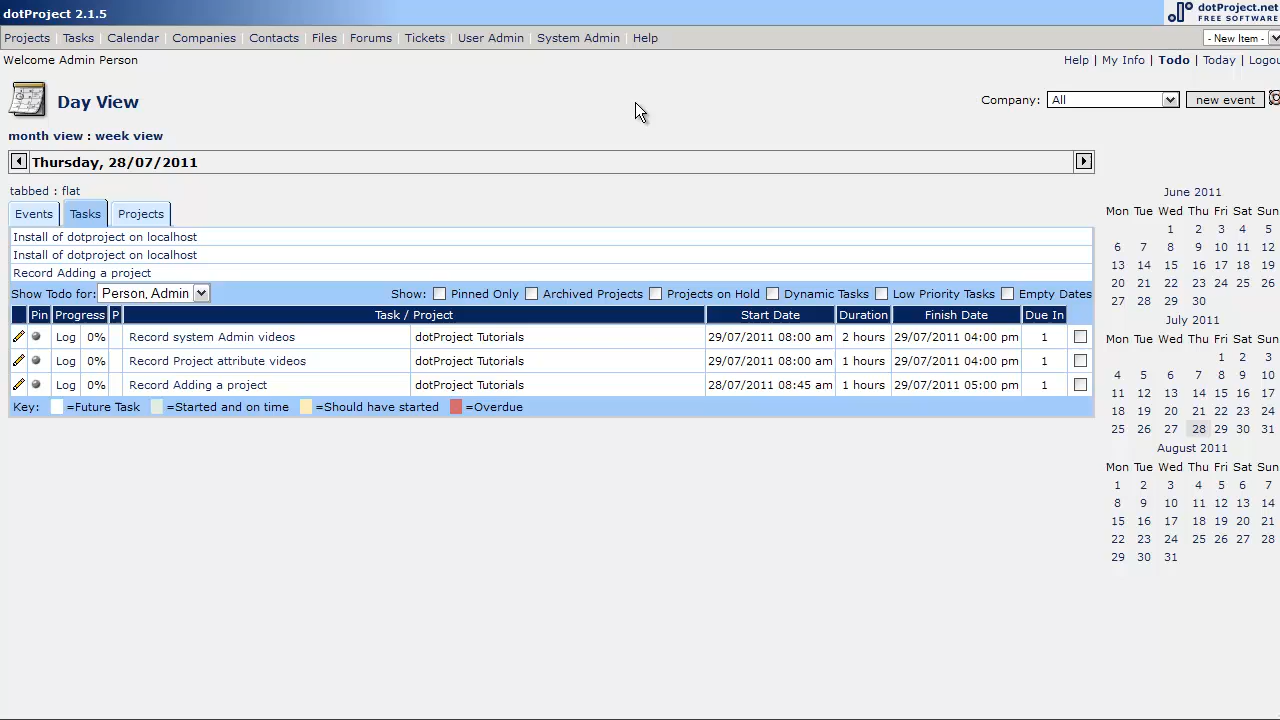 dotProject 2.1.5
dotProject.net
FREE SOFTWARE
Projects Tasks Calendar Companies Contacts Files Forums Tickets User Admin System Admin Help
- New Item -
Welcome Admin Person
Help | My Info | Todo | Today | Logou
Day View
Company: All new event
month view : week view
Thursday, 28/07/2011
tabbed : flat
Events Tasks Projects
Install of dotproject on localhost
Install of dotproject on localhost
Record Adding a project
Show Todo for: Person, Admin Show: Pinned Only Archived Projects Projects on Hold Dynamic Tasks Low Priority Tasks Empty Dates
Pin Progress P Task / Project Start Date Duration Finish Date Due In
Log 0% Record system Admin videos dotProject Tutorials 29/07/2011 08:00 am 2 hours 29/07/2011 04:00 pm 1
Log 0% Record Project attribute videos dotProject Tutorials 29/07/2011 08:00 am 1 hours 29/07/2011 04:00 pm 1
Log 0% Record Adding a project dotProject Tutorials 28/07/2011 08:45 am 1 hours 29/07/2011 05:00 pm 1
Key: =Future Task =Started and on time =Should have started =Overdue
June 2011
Mon Tue Wed Thu Fri Sat Sun
1 2 3 4 5
6 7 8 9 10 11 12
13 14 15 16 17 18 19
20 21 22 23 24 25 26
27 28 29 30
July 2011
Mon Tue Wed Thu Fri Sat Sun
1 2 3
4 5 6 7 8 9 10
11 12 13 14 15 16 17
18 19 20 21 22 23 24
25 26 27 28 29 30 31
August 2011
Mon Tue Wed Thu Fri Sat Sun
1 2 3 4 5 6 7
8 9 10 11 12 13 14
15 16 17 18 19 20 21
22 23 24 25 26 27 28
29 30 31